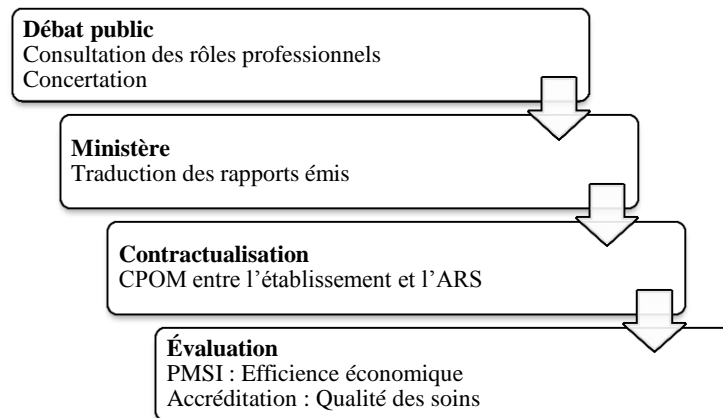 Débat public
Consultation des rôles professionnels
Concertation
Ministère
Traduction des rapports émis
Contractualisation
CPOM entre l’établissement et l’ARS
Évaluation
PMSI : Efficience économique
Accréditation : Qualité des soins